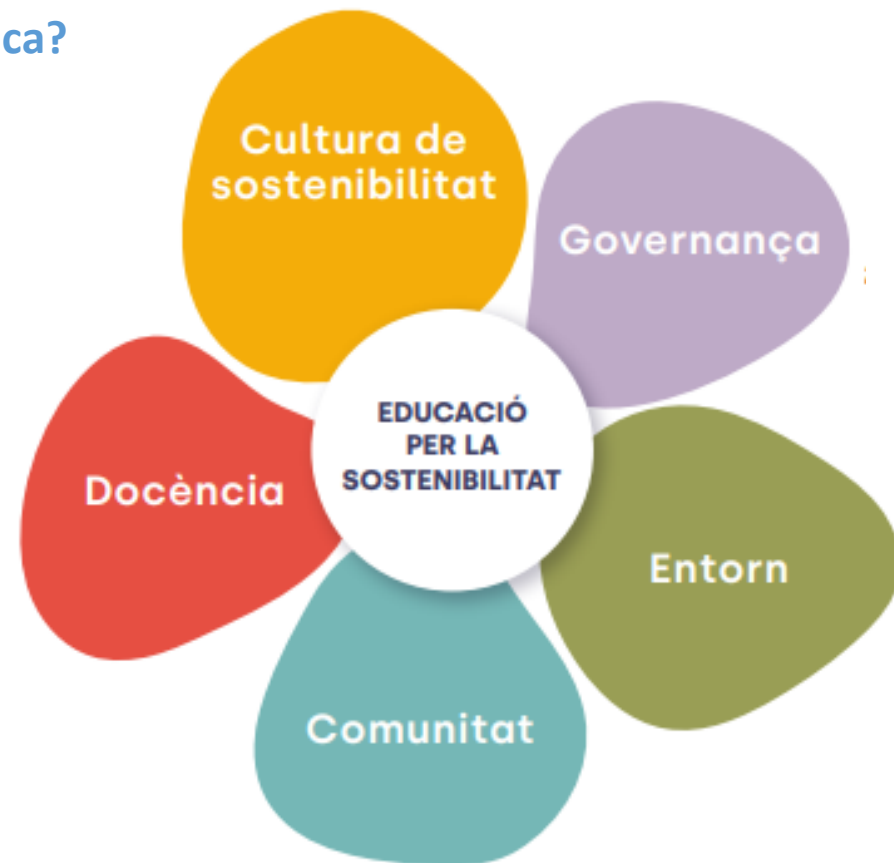 ca?
Cultura de
sostenibilitat
Governança
EDUCACIÓ
PER LA
SOSTENIBILITAT
Docència
Entorn
Comunitat